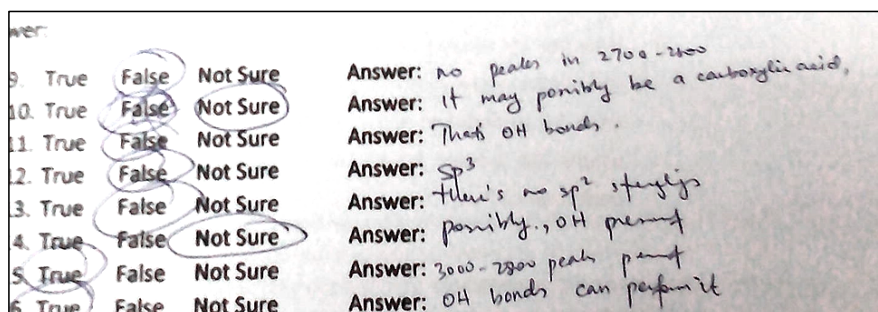 wer:
9. True False Not Sure Answer: no peaks in 2700-2800
10. True False Not Sure Answer: It may possibly be a carboxylic acid.
11. True False Not Sure Answer: That's OH bonds.
12. True False Not Sure Answer: sp³
13. True False Not Sure Answer: there's no sp²
14. True False Not Sure Answer: possibly, OH present
15. True False Not Sure Answer: 3000-2800 peaks present
16. True False Not Sure Answer: OH bonds can perform it